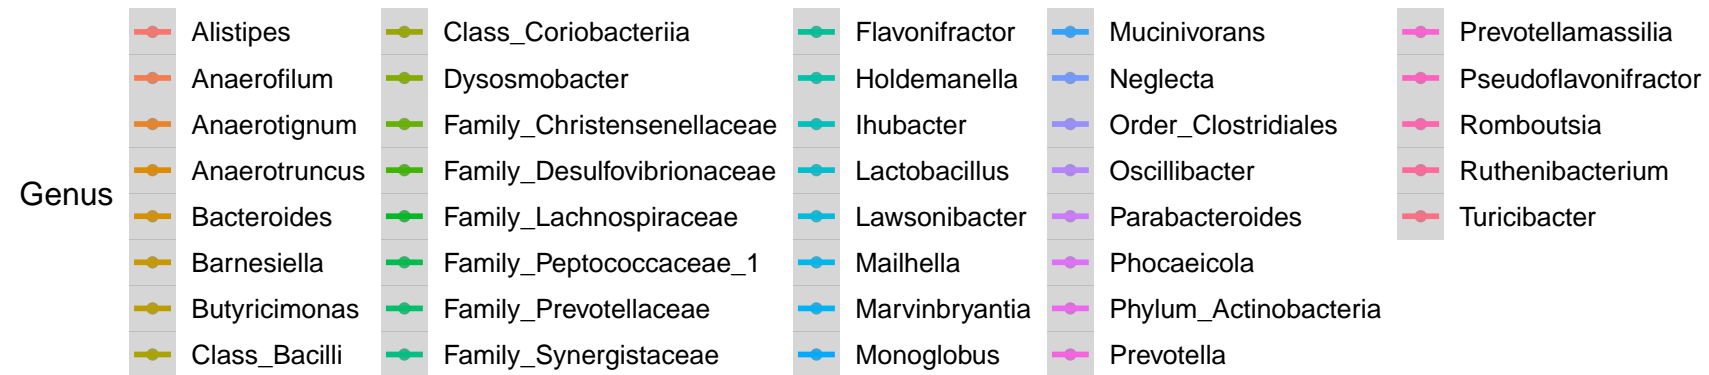 Genus
Alistipes
Anaerofilum
Anaerotignum
Anaerotruncus
Bacteroides
Barnesiella
Butyricimonas
Class_Bacilli
Class_Coriobacteriia
Dysosmobacter
Family_Christensenellaceae
Family_Desulfovibrionaceae
Family_Lachnospiraceae
Family_Peptococcaceae_1
Family_Prevotellaceae
Family_Synergistaceae
Flavonifractor
Holdemanella
Ihubacter
Lactobacillus
Lawsonibacter
Mailhella
Marvinbryantia
Monoglobus
Mucinivorans
Neglecta
Order_Clostridiales
Oscillibacter
Parabacteroides
Phocaeicola
Phylum_Actinobacteria
Prevotella
Prevotellamassilia
Pseudoflavonifractor
Romboutsia
Ruthenibacterium
Turicibacter